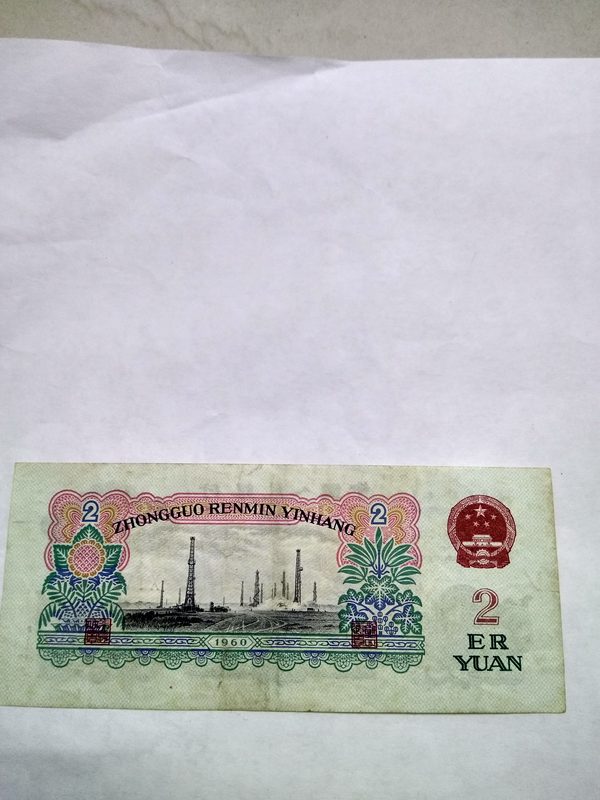 2
2
ZHONGGUO RENMIN YINHANG
1960
2
ER
YUAN